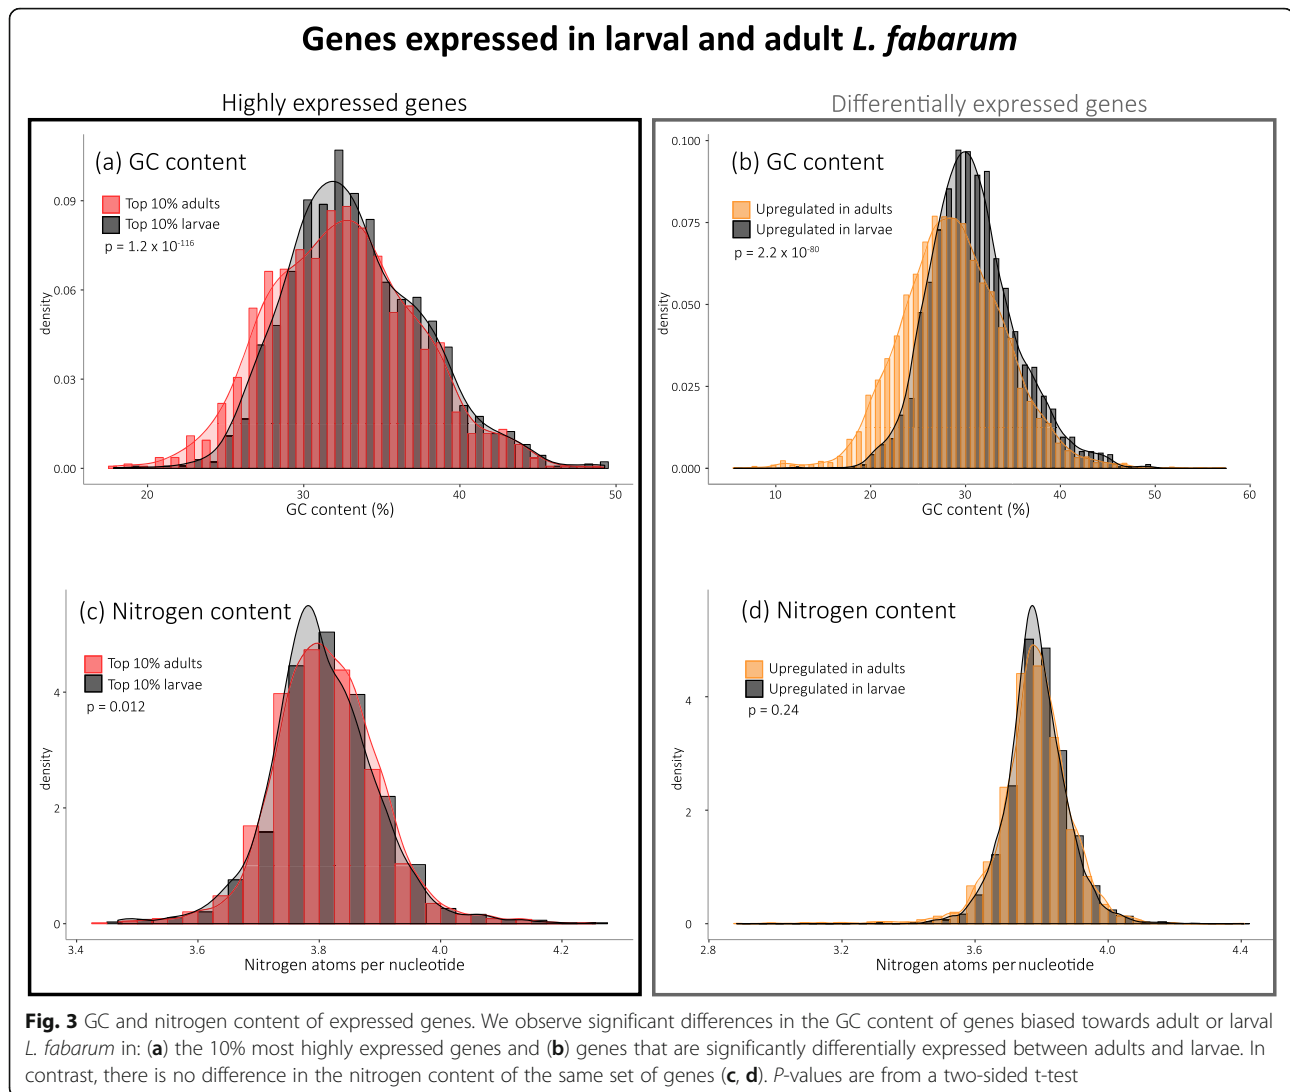 Genes expressed in larval and adult L. fabarum
Highly expressed genes
Differentially expressed genes
(a) GC content
Top 10% adults
Top 10% larvae
p = 1.2 x 10-116
0.09
0.06
0.03
0.00
density
20 30 40 50
GC content (%)
(b) GC content
Upregulated in adults
Upregulated in larvae
p = 2.2 x 10-80
0.100
0.075
0.050
0.025
0.000
density
10 20 30 40 50 60
GC content (%)
(c) Nitrogen content
Top 10% adults
Top 10% larvae
p = 0.012
4
2
0
density
3.4 3.6 3.8 4.0 4.2
Nitrogen atoms per nucleotide
(d) Nitrogen content
Upregulated in adults
Upregulated in larvae
p = 0.24
4
2
0
density
2.8 3.2 3.6 4.0 4.4
Nitrogen atoms per nucleotide
Fig. 3 GC and nitrogen content of expressed genes. We observe significant differences in the GC content of genes biased towards adult or larval
L. fabarum in: (a) the 10% most highly expressed genes and (b) genes that are significantly differentially expressed between adults and larvae. In
contrast, there is no difference in the nitrogen content of the same set of genes (c, d). P-values are from a two-sided t-test